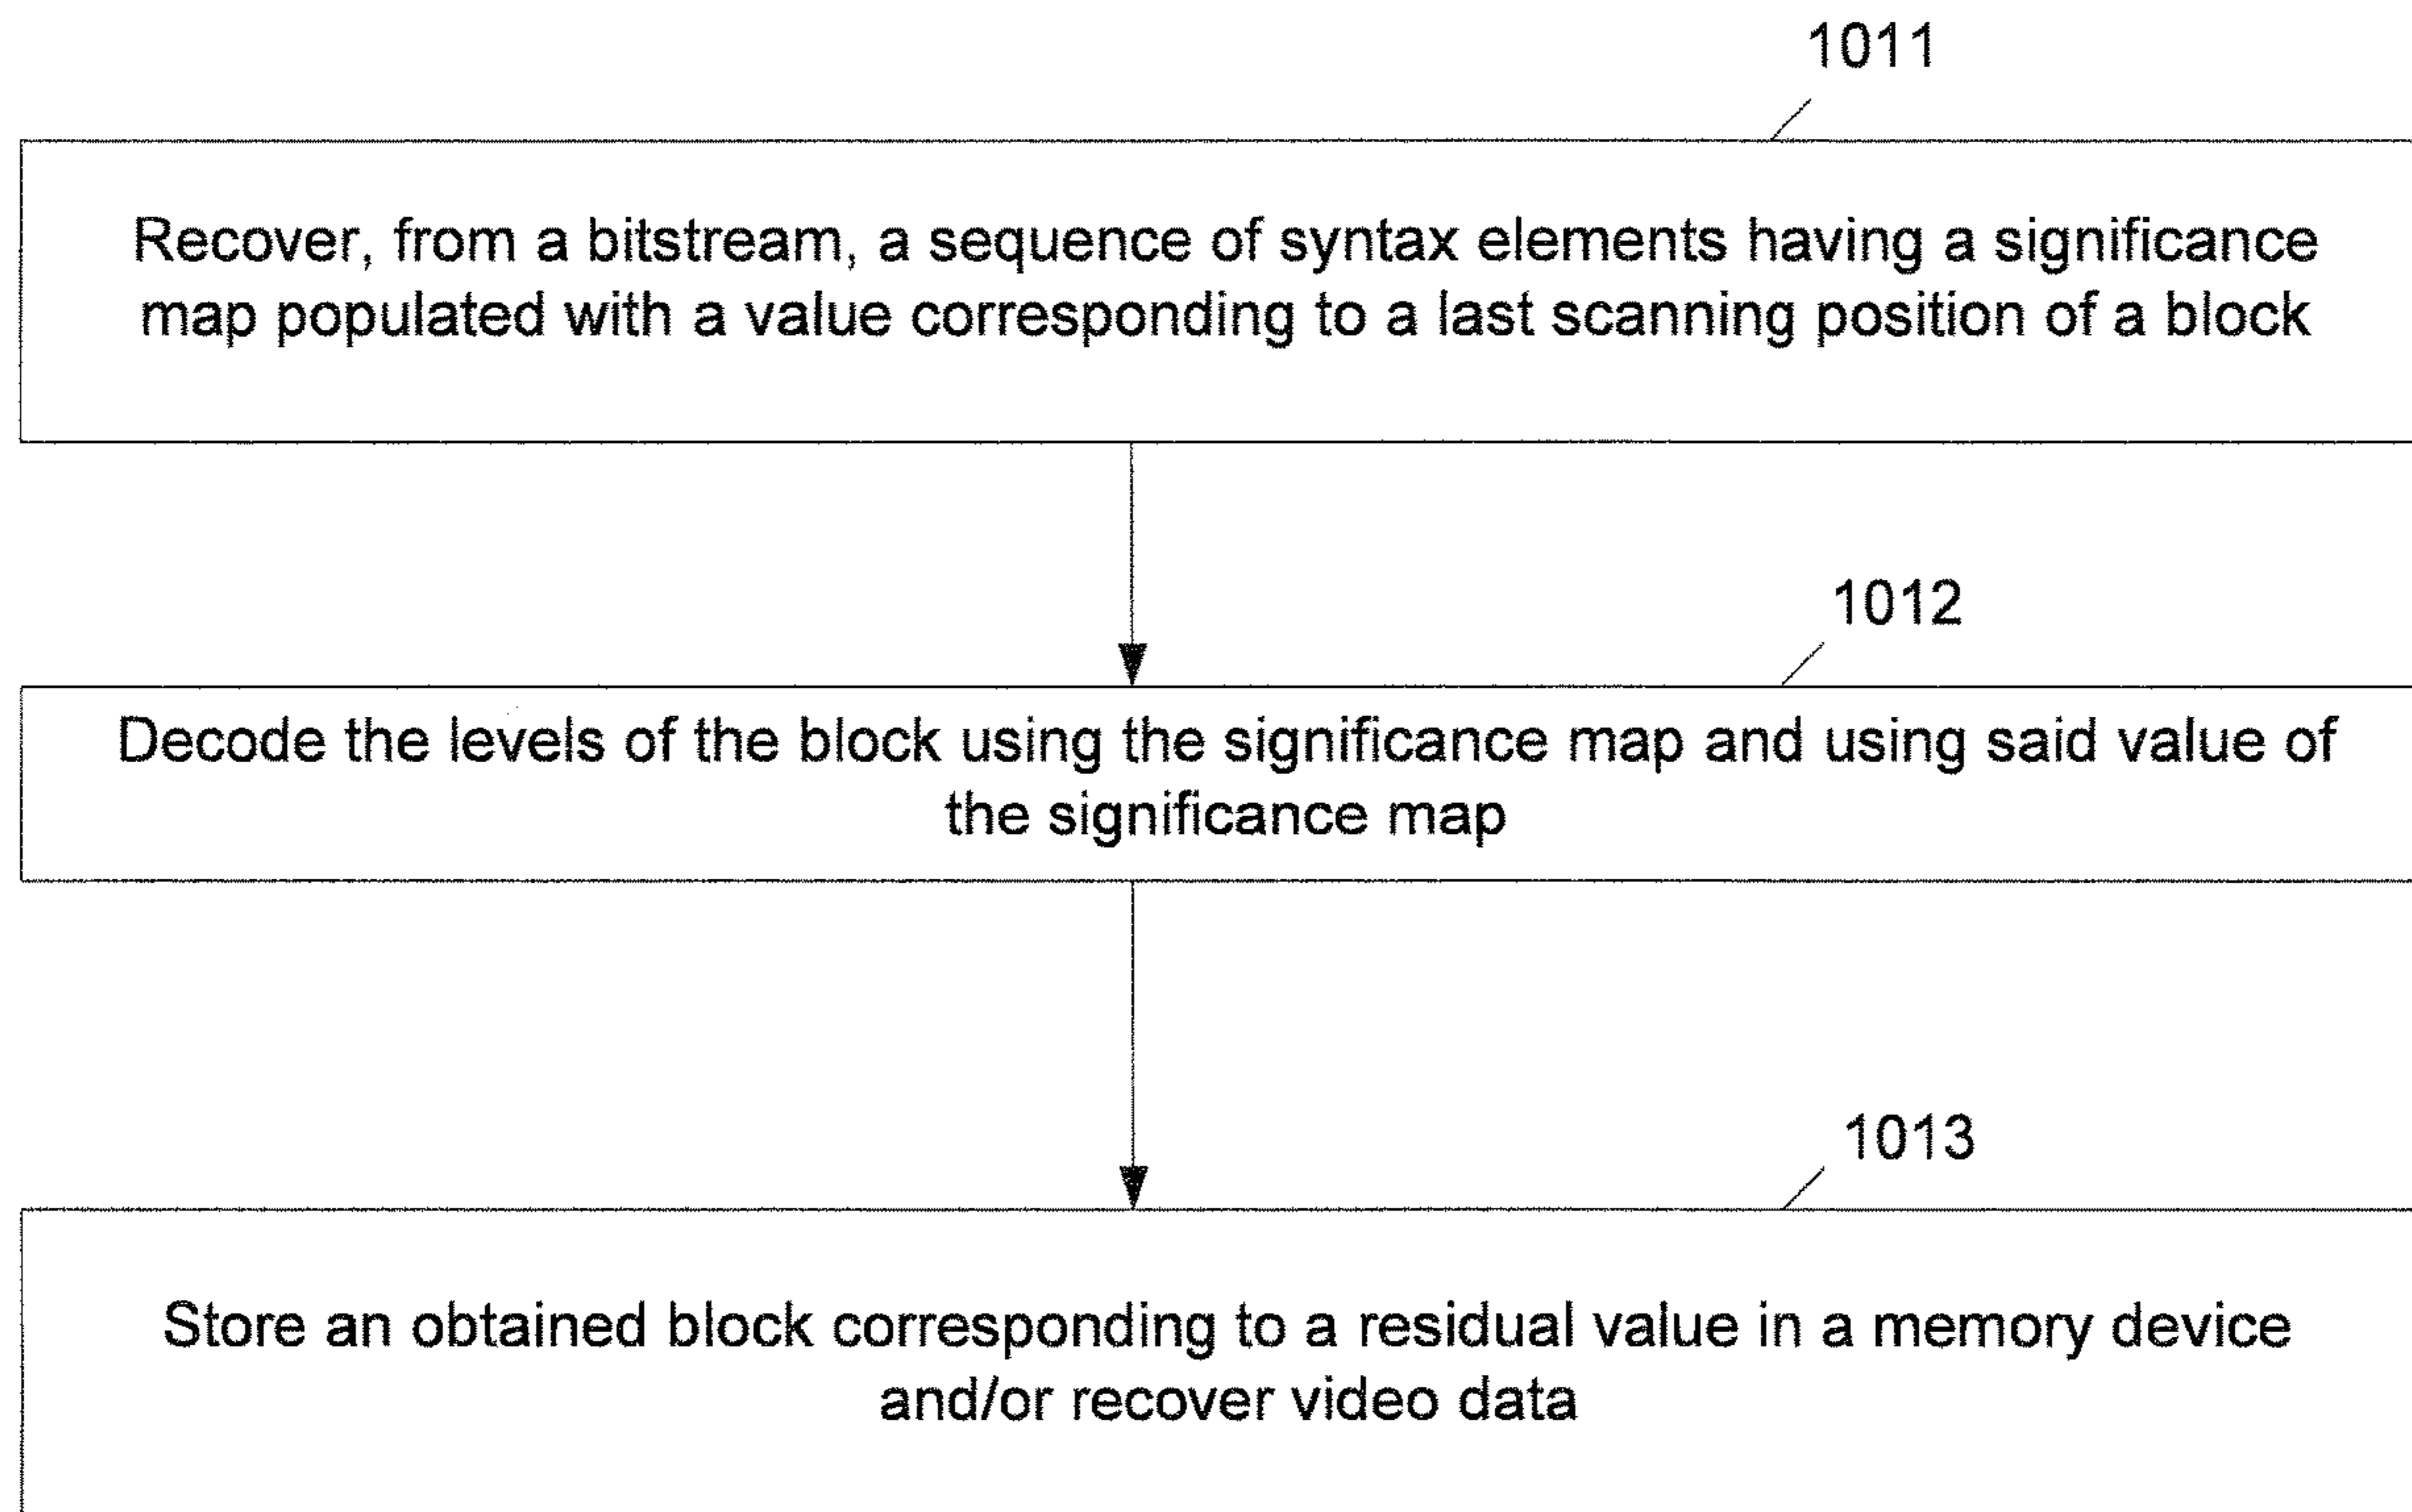 1011
Recover, from a bitstream, a sequence of syntax elements having a significance
map populated with a value corresponding to a last scanning position of a block
1012
Decode the levels of the block using the significance map and using said value of
the significance map
1013
Store an obtained block corresponding to a residual value in a memory device
and/or recover video data